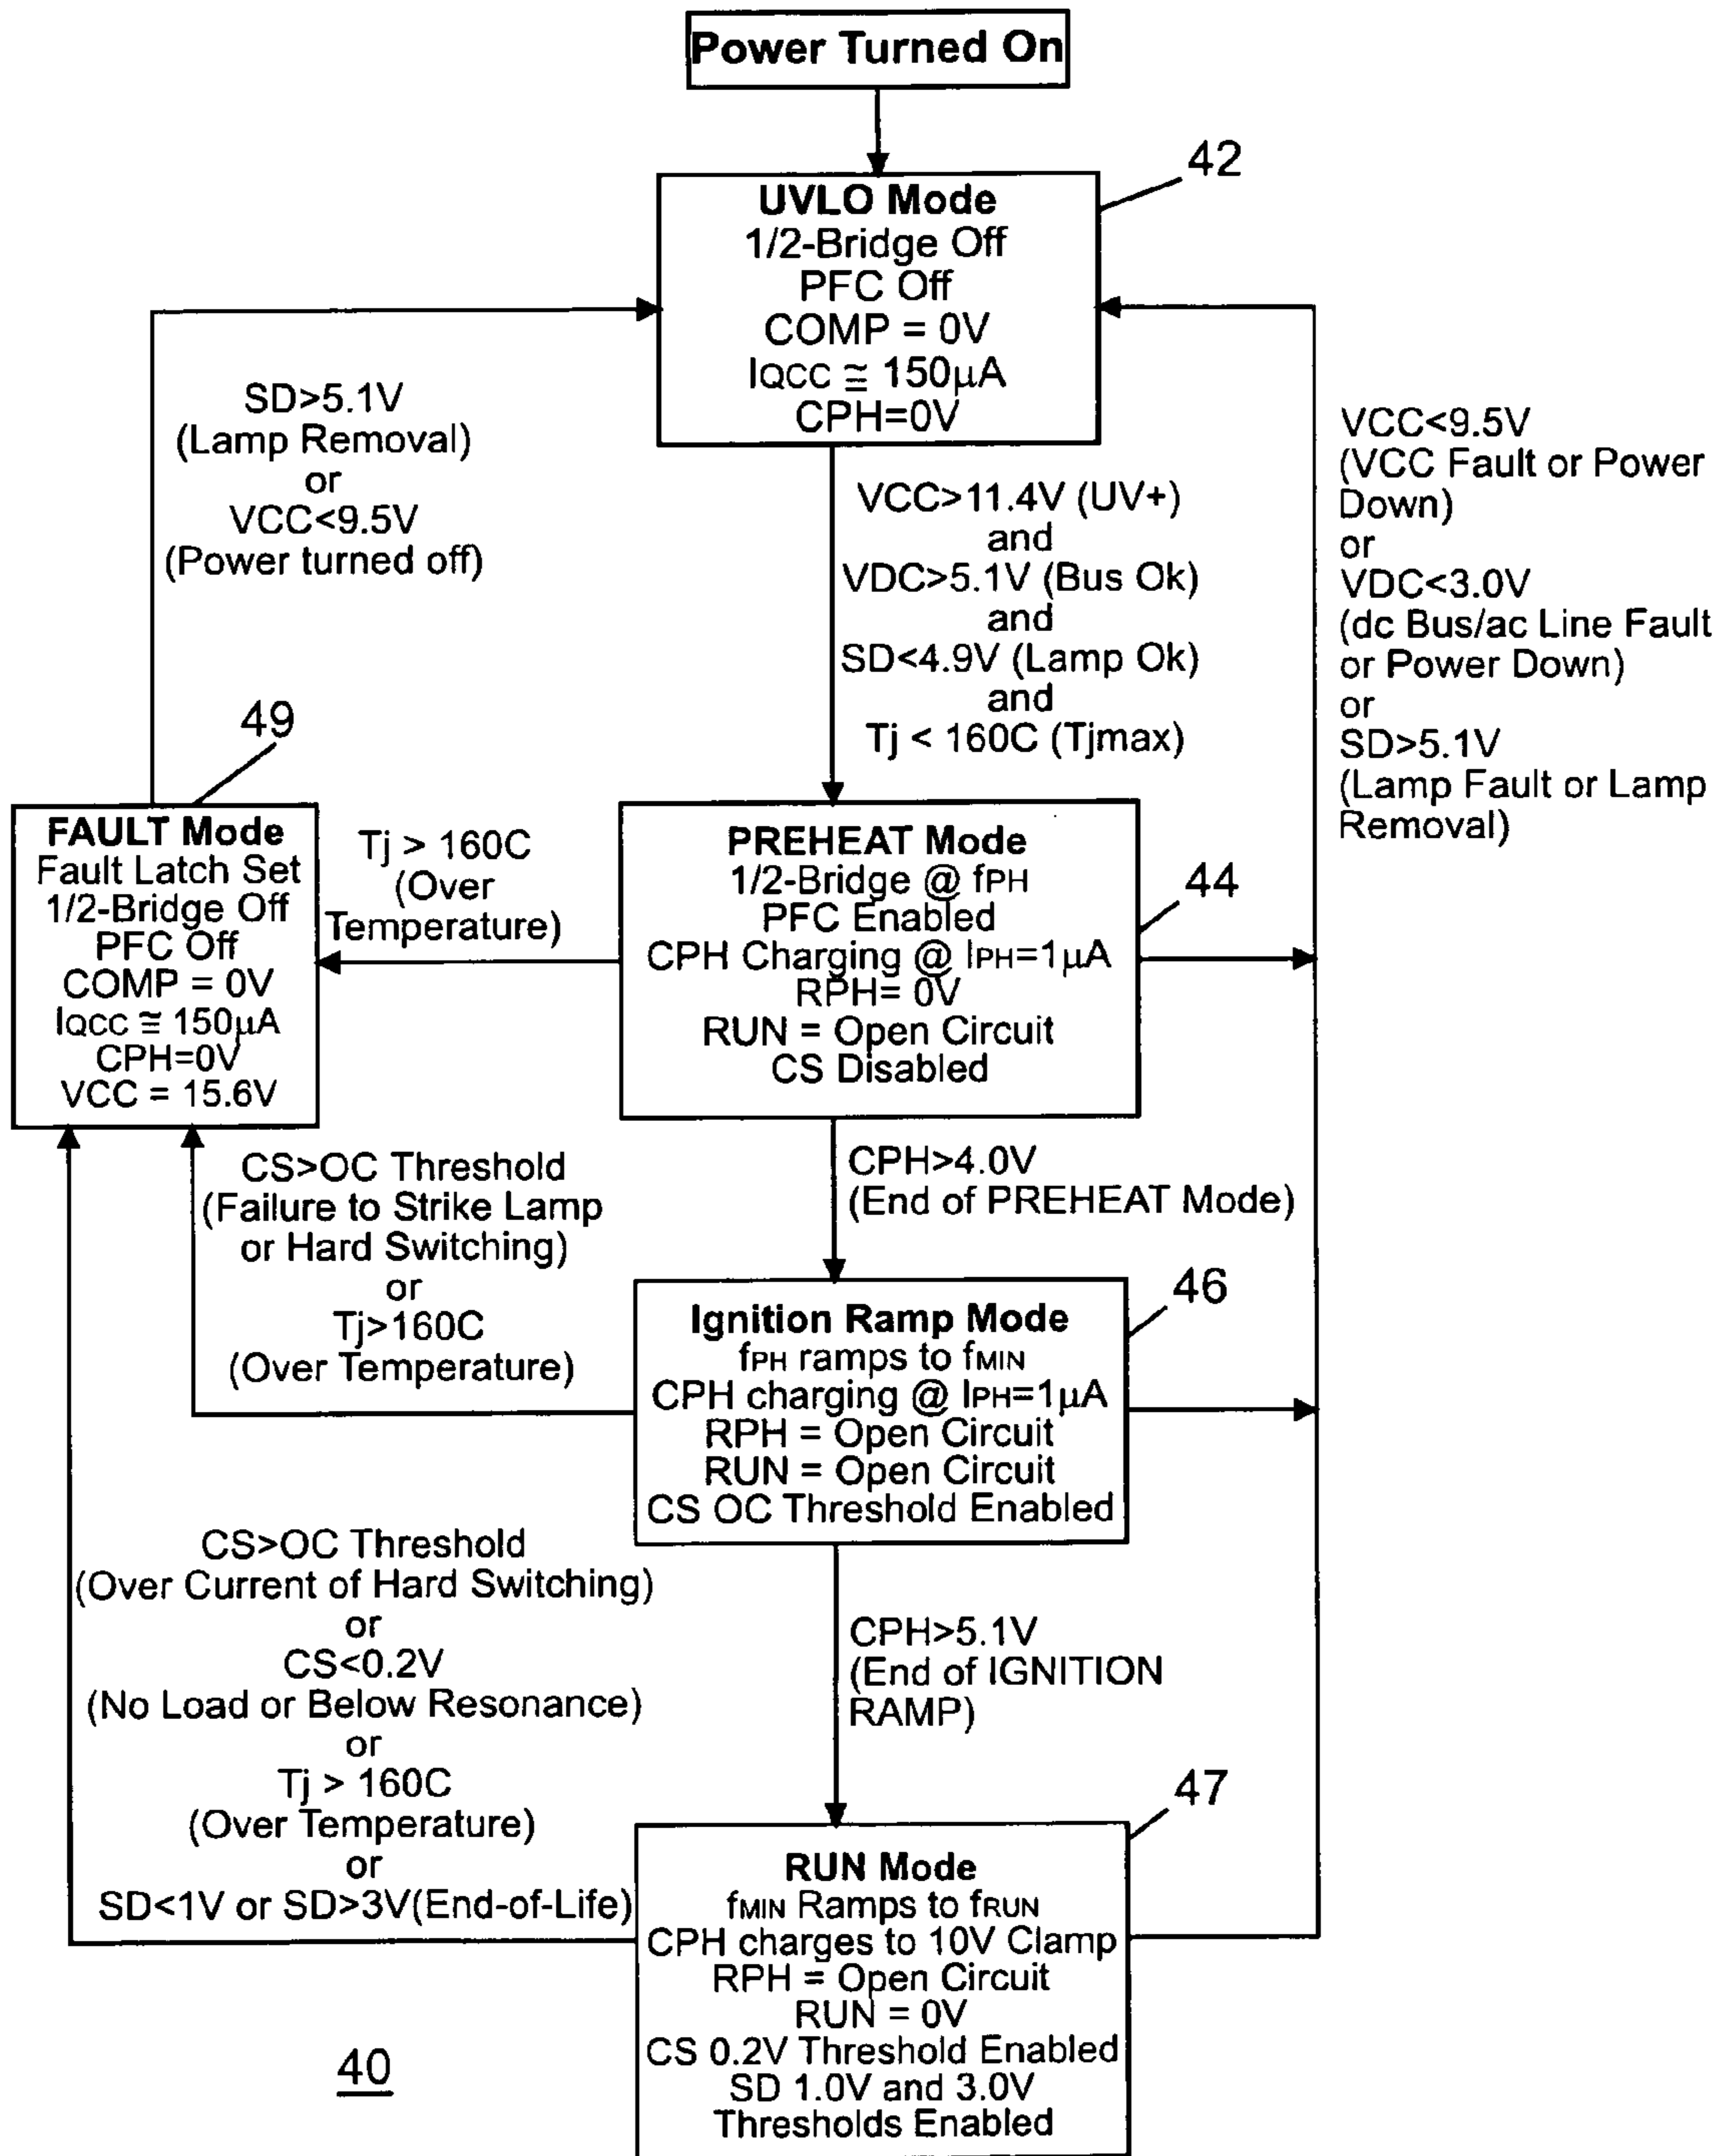 Power Turned On
42
UVLO Mode
1/2-Bridge Off
PFC Off
COMP = 0V
IQCC ≅ 150µA
CPH=0V
SD>5.1V
(Lamp Removal)
or
VCC<9.5V
(Power turned off)
VCC>11.4V (UV+)
and
VDC>5.1V (Bus Ok)
and
SD<4.9V (Lamp Ok)
and
Tj < 160C (Tjmax)
VCC<9.5V
(VCC Fault or Power
Down)
or
VDC<3.0V
(dc Bus/ac Line Fault
or Power Down)
or
SD>5.1V
(Lamp Fault or Lamp
Removal)
49
FAULT Mode
Fault Latch Set
1/2-Bridge Off
PFC Off
COMP = 0V
IQCC ≅ 150µA
CPH=0V
VCC = 15.6V
Tj > 160C
(Over
Temperature)
44
PREHEAT Mode
1/2-Bridge @ fPH
PFC Enabled
CPH Charging @ IPH=1µA
RPH= 0V
RUN = Open Circuit
CS Disabled
CS>OC Threshold
(Failure to Strike Lamp
or Hard Switching)
or
Tj>160C
(Over Temperature)
CPH>4.0V
(End of PREHEAT Mode)
46
Ignition Ramp Mode
fPH ramps to fMIN
CPH charging @ IPH=1µA
RPH = Open Circuit
RUN = Open Circuit
CS OC Threshold Enabled
CS>OC Threshold
(Over Current of Hard Switching)
or
CS<0.2V
(No Load or Below Resonance)
or
Tj > 160C
(Over Temperature)
or
SD<1V or SD>3V(End-of-Life)
CPH>5.1V
(End of IGNITION
RAMP)
47
RUN Mode
fMIN Ramps to fRUN
CPH charges to 10V Clamp
RPH = Open Circuit
RUN = 0V
CS 0.2V Threshold Enabled
SD 1.0V and 3.0V
Thresholds Enabled
40